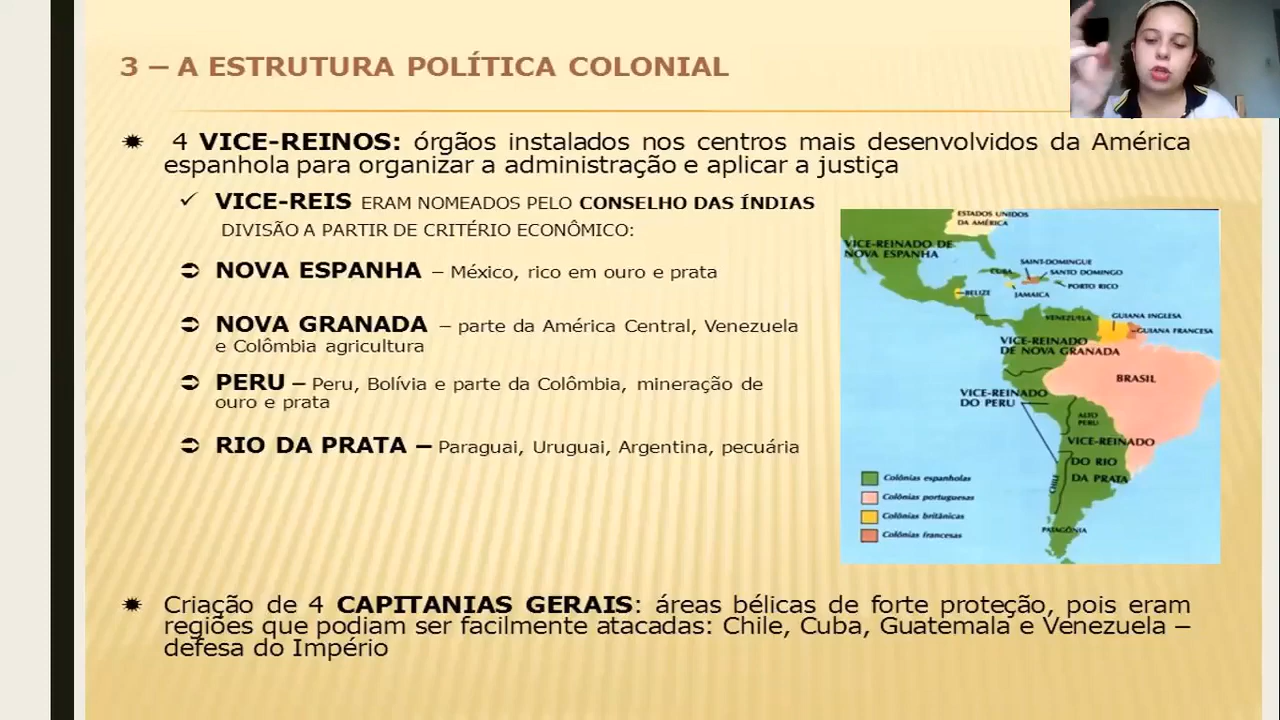 3 – A ESTRUTURA POLÍTICA COLONIAL
4 VICE-REINOS: órgãos instalados nos centros mais desenvolvidos da América
espanhola para organizar a administração e aplicar a justiça
VICE-REIS ERAM NOMEADOS PELO CONSELHO DAS ÍNDIAS
DIVISÃO A PARTIR DE CRITÉRIO ECONÔMICO:
NOVA ESPANHA – México, rico em ouro e prata
NOVA GRANADA – parte da América Central, Venezuela
e Colômbia agricultura
PERU – Peru, Bolívia e parte da Colômbia, mineração de
ouro e prata
RIO DA PRATA – Paraguai, Uruguai, Argentina, pecuária
ESTADOS UNIDOS
DA AMÉRICA
VICE-REINADO DE
NOVA ESPANHA
SAINT-DOMINGUE
CUBA
SANTO DOMINGO
PORTO RICO
BELIZE
JAMAICA
VENEZUELA
GUIANA INGLESA
GUIANA FRANCESA
VICE-REINADO
DE NOVA GRANADA
BRASIL
VICE-REINADO
DO PERU
ALTO
PERU
VICE-REINADO
DO RIO
DA PRATA
CHILE
PATAGÔNIA
Colônias espanholas
Colônias portuguesas
Colônias britânicas
Colônias francesas
Criação de 4 CAPITANIAS GERAIS: áreas bélicas de forte proteção, pois eram
regiões que podiam ser facilmente atacadas: Chile, Cuba, Guatemala e Venezuela –
defesa do Império